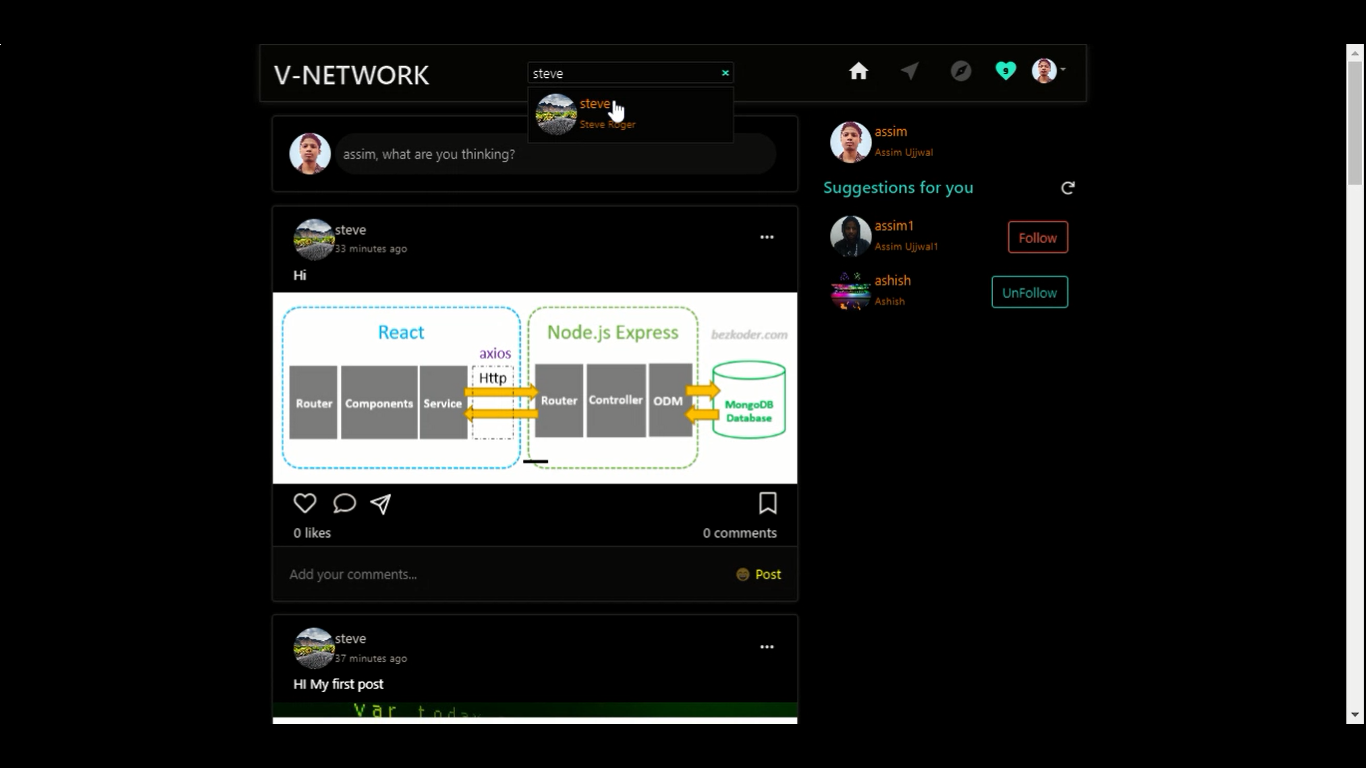 V-NETWORK
steve
×
steve
Steve Roger
9
assim, what are you thinking?
assim
Assim Ujjwal
Suggestions for you
assim1
Assim Ujjwal1
Follow
ashish
Ashish
UnFollow
steve
33 minutes ago
Hi
React
Node.js Express
bezkoder.com
axios
Http
Router
Components
Service
Router
Controller
ODM
MongoDB
Database
0 likes
0 comments
Add your comments...
Post
steve
37 minutes ago
HI My first post
Var today